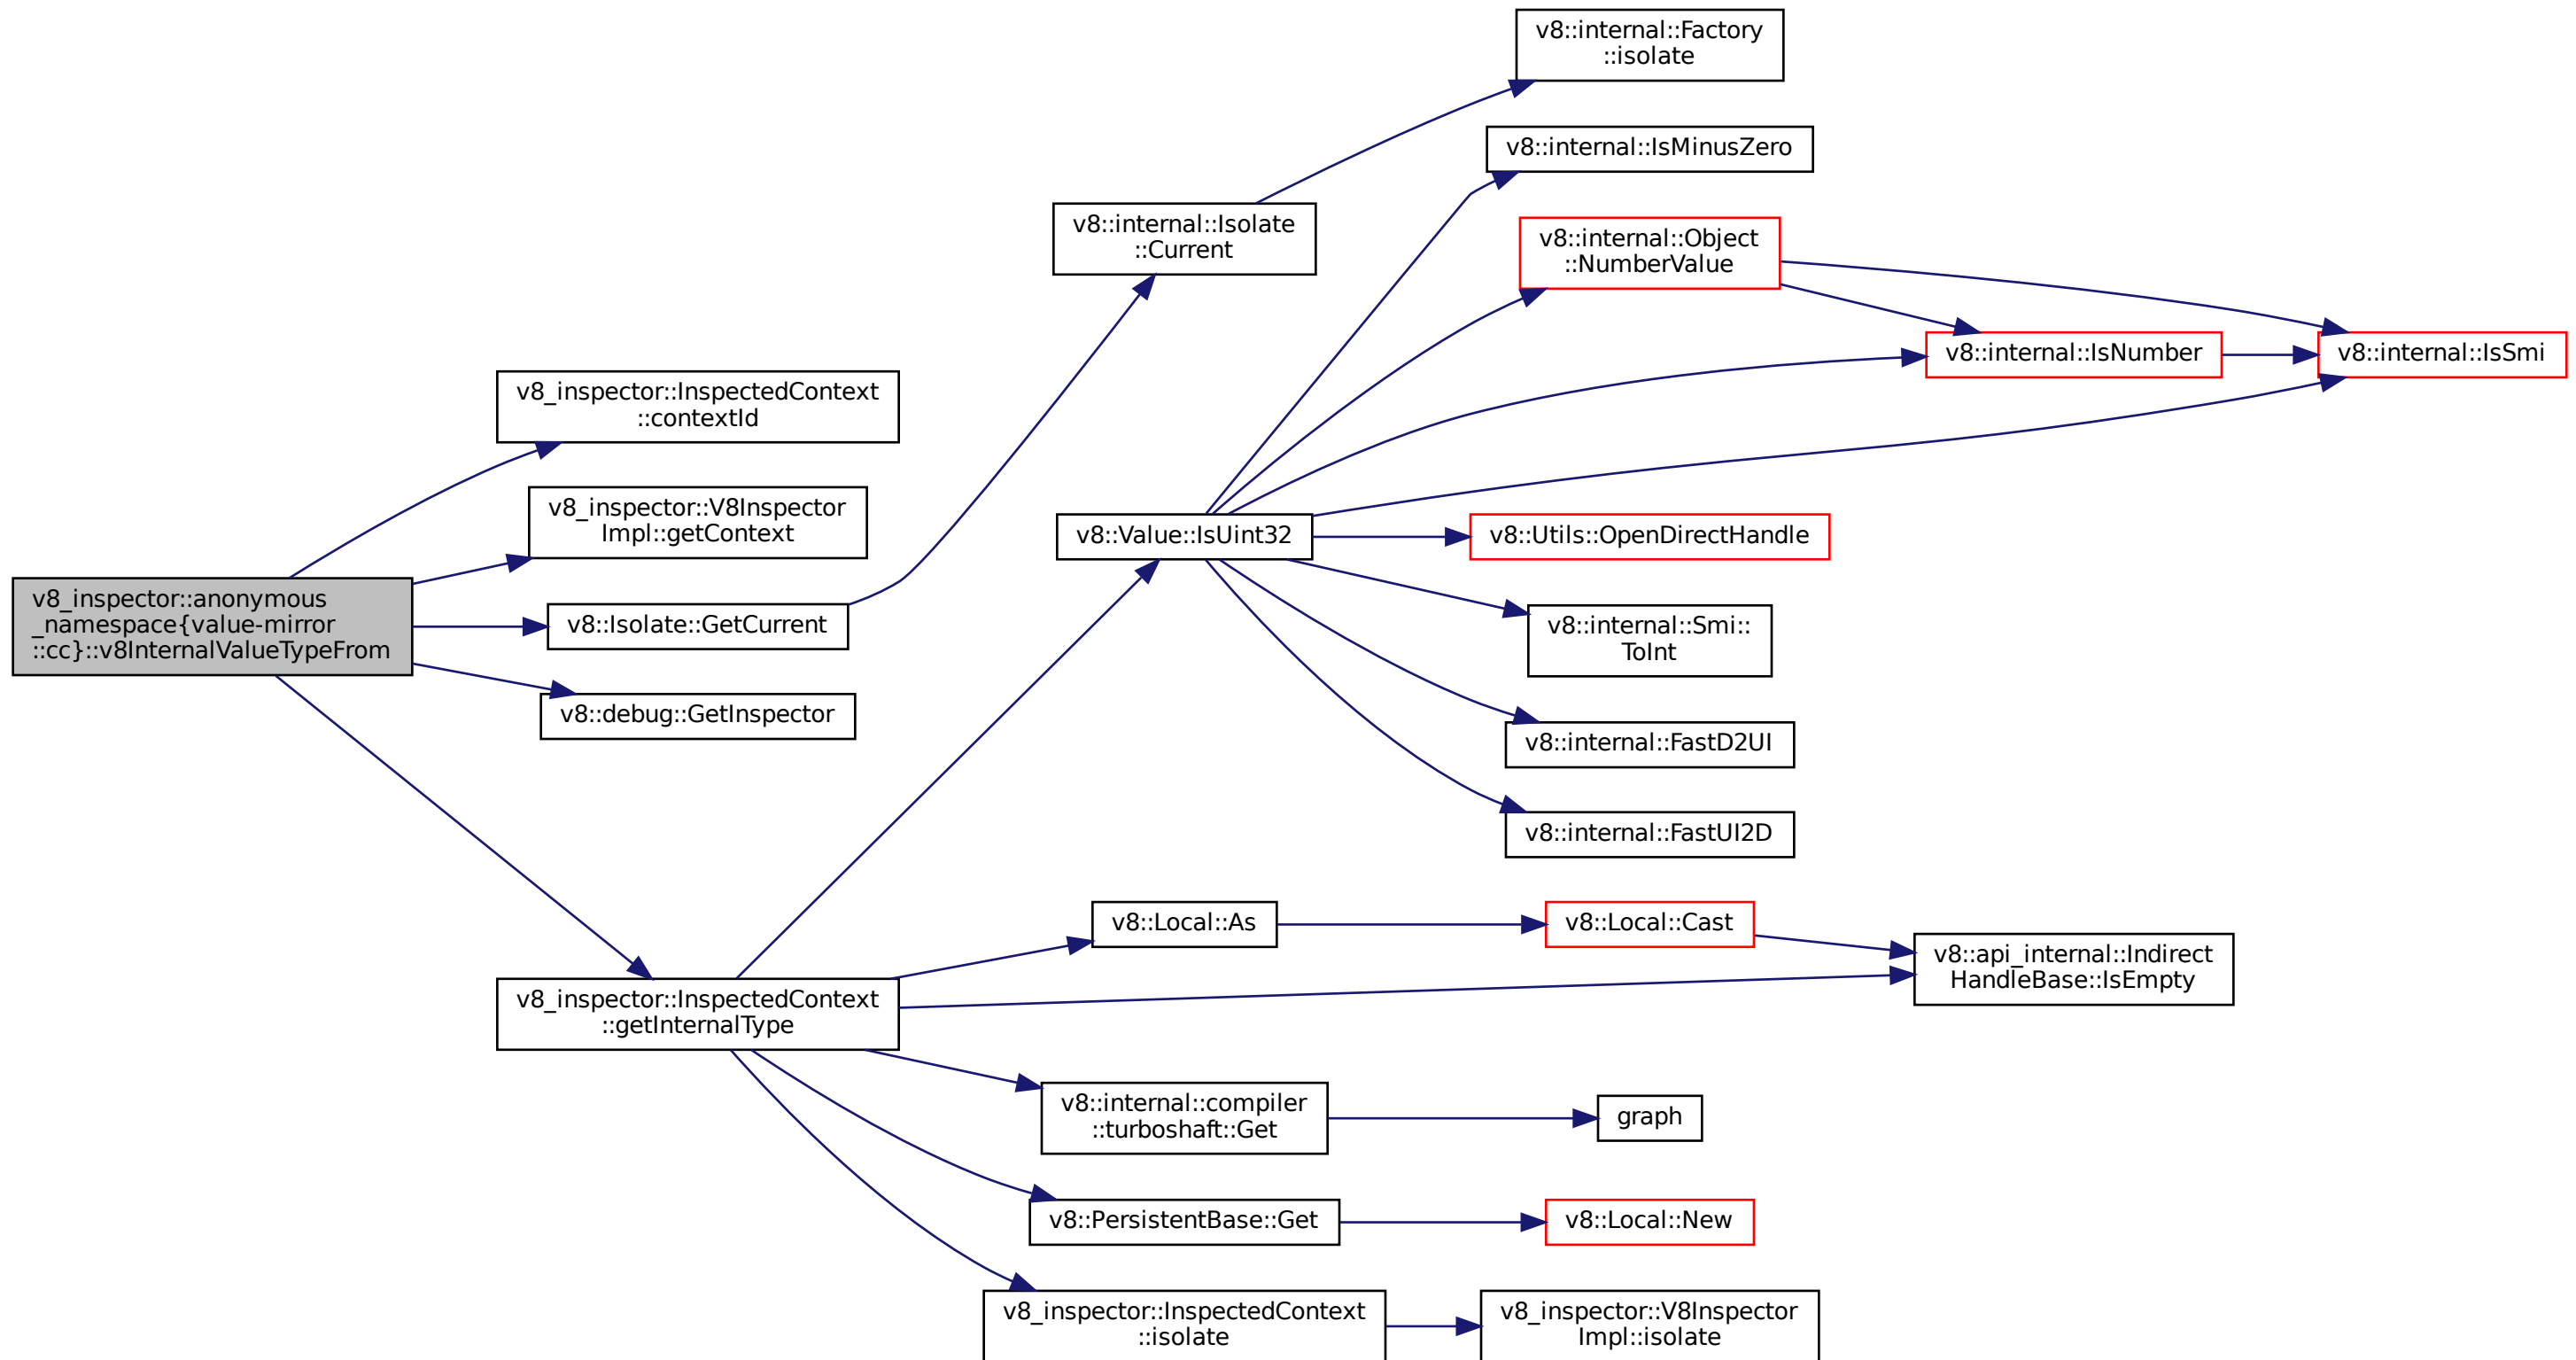 v8_inspector::anonymous
_namespace{value-mirror
::cc}::v8InternalValueTypeFrom
v8_inspector::InspectedContext
::contextId
v8_inspector::V8Inspector
Impl::getContext
v8::Isolate::GetCurrent
v8::debug::GetInspector
v8_inspector::InspectedContext
::getInternalType
v8::internal::Isolate
::Current
v8::internal::Factory
::isolate
v8::Value::IsUint32
v8::internal::IsMinusZero
v8::internal::Object
::NumberValue
v8::internal::IsNumber
v8::internal::IsSmi
v8::Utils::OpenDirectHandle
v8::internal::Smi::
ToInt
v8::internal::FastD2UI
v8::internal::FastUI2D
v8::Local::As
v8::Local::Cast
v8::api_internal::Indirect
HandleBase::IsEmpty
v8::internal::compiler
::turboshaft::Get
graph
v8::PersistentBase::Get
v8::Local::New
v8_inspector::InspectedContext
::isolate
v8_inspector::V8Inspector
Impl::isolate